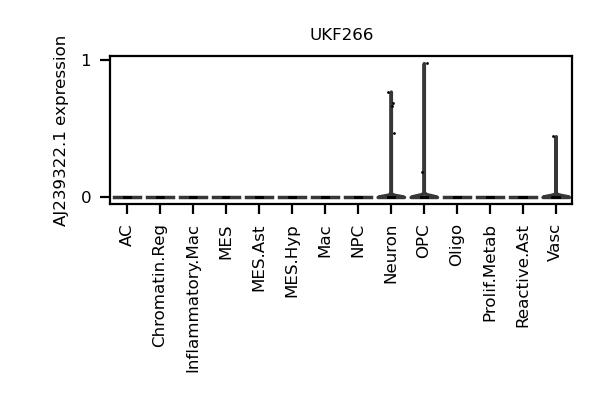 UKF266
AJ239322.1 expression
1
0
AC
Chromatin.Reg
Inflammatory.Mac
MES
MES.Ast
MES.Hyp
Mac
NPC
Neuron
OPC
Oligo
Prolif.Metab
Reactive.Ast
Vasc